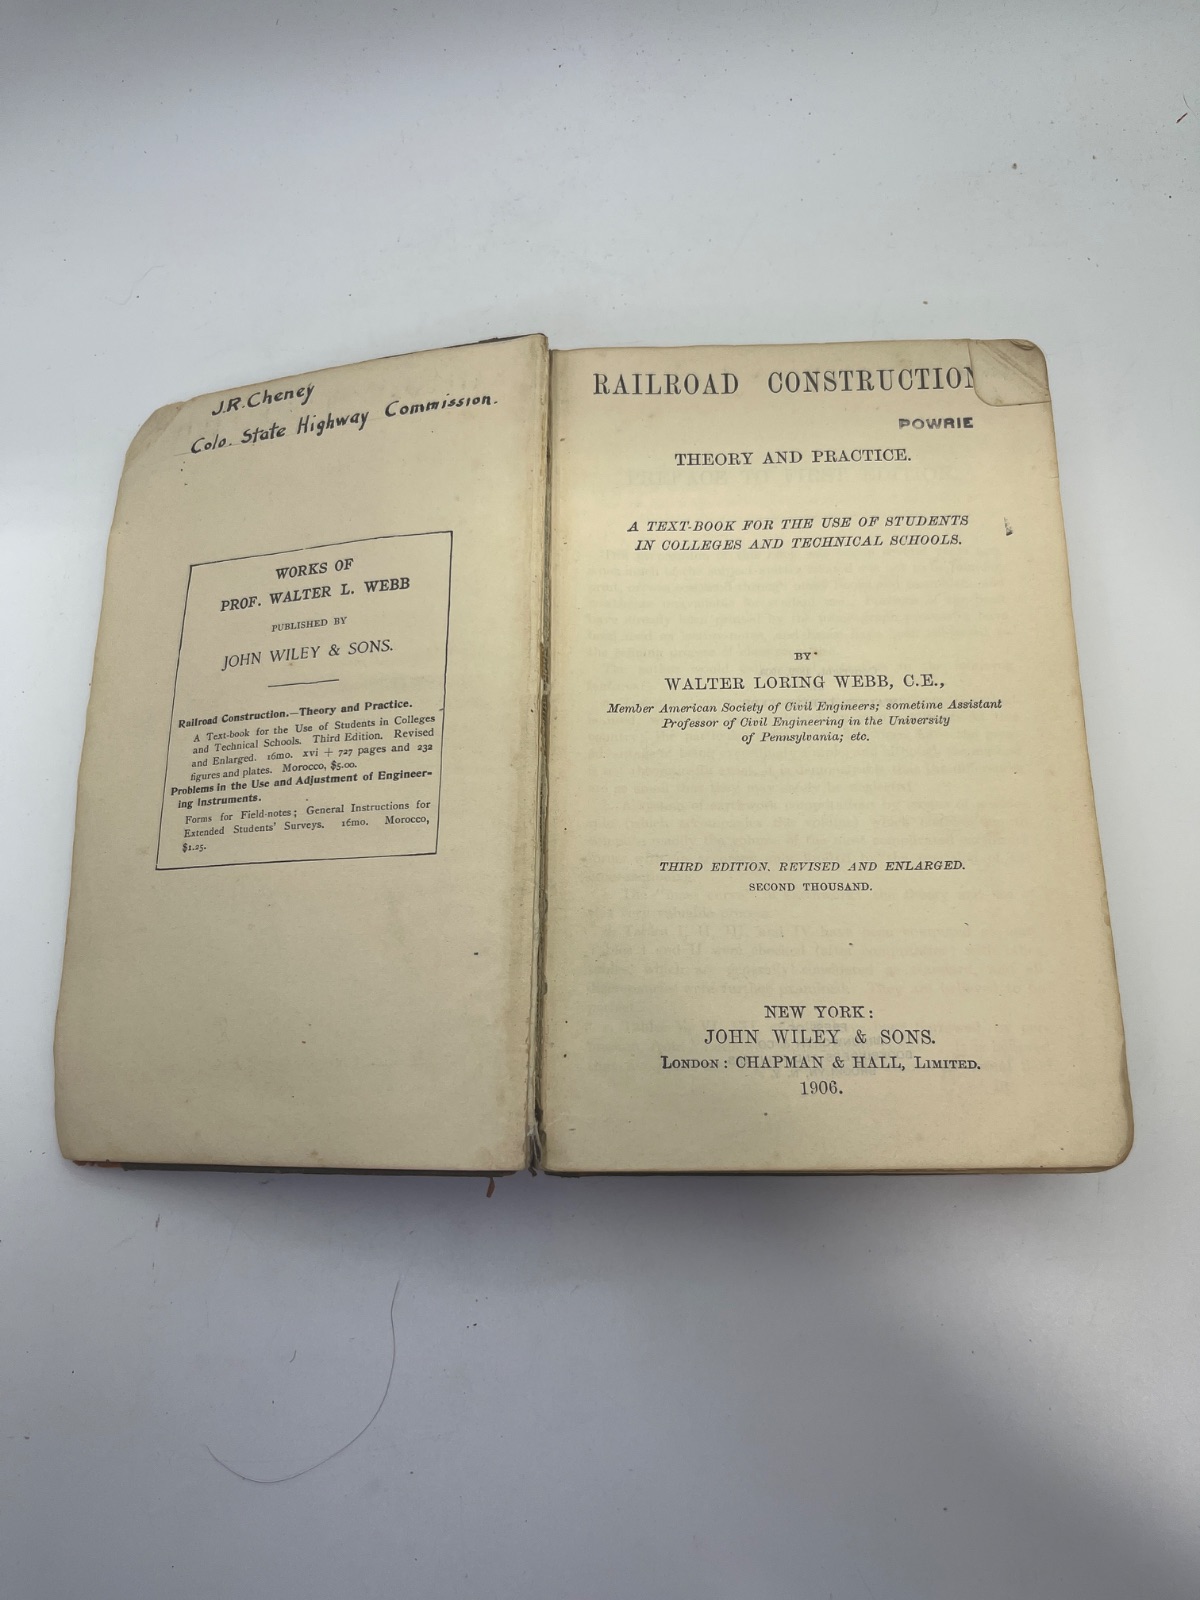 J.R.Cheney
Colo. State Highway Commission.
WORKS OF
PROF. WALTER L. WEBB
PUBLISHED BY
JOHN WILEY & SONS.
Railroad Construction.—Theory and Practice.
A Text-book for the Use of Students in Colleges
and Technical Schools. Third Edition. Revised
and Enlarged. 16mo. xvi + 727 pages and 232
figures and plates. Morocco, $5.00.
Problems in the Use and Adjustment of Engineer-
ing Instruments.
Forms for Field-notes; General Instructions for
Extended Students' Surveys. 16mo. Morocco,
$1.25.
RAILROAD CONSTRUCTION
POWRIE
THEORY AND PRACTICE.
A TEXT-BOOK FOR THE USE OF STUDENTS
IN COLLEGES AND TECHNICAL SCHOOLS.
BY
WALTER LORING WEBB, C.E.,
Member American Society of Civil Engineers; sometime Assistant
Professor of Civil Engineering in the University
of Pennsylvania; etc.
THIRD EDITION. REVISED AND ENLARGED.
SECOND THOUSAND.
NEW YORK:
JOHN WILEY & SONS.
LONDON: CHAPMAN & HALL, LIMITED.
1906.